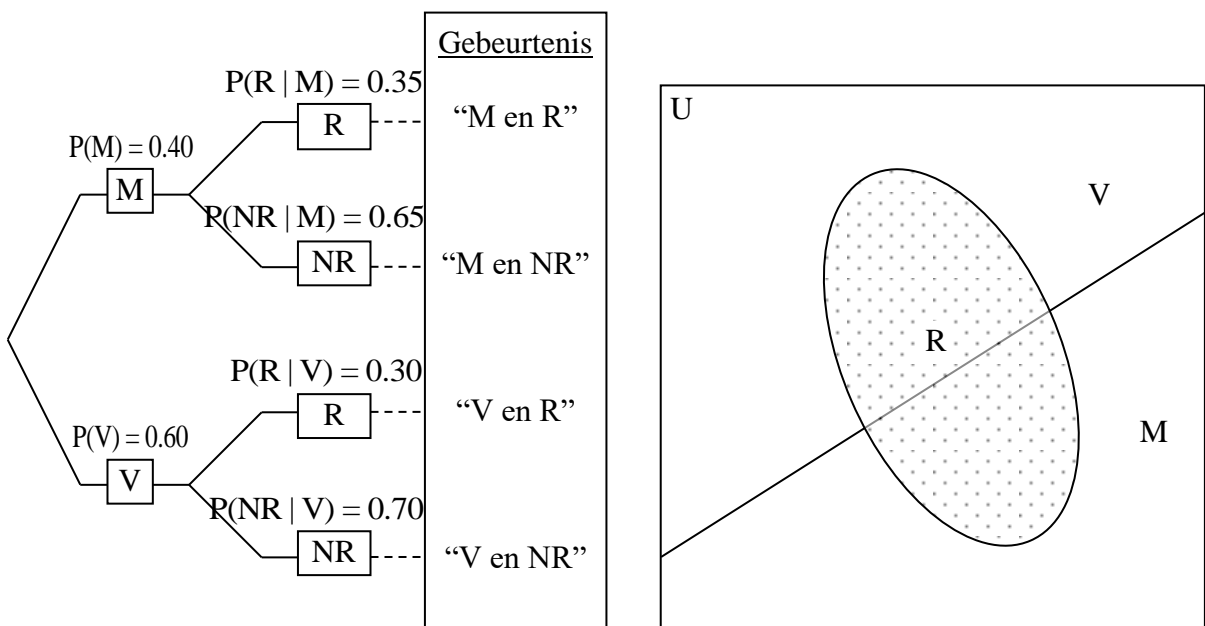 Gebeurtenis
P(R | M) = 0.35
R
“M en R”
P(M) = 0.40
M
P(NR | M) = 0.65
NR
“M en NR”
P(R | V) = 0.30
R
“V en R”
P(V) = 0.60
V
P(NR | V) = 0.70
NR
“V en NR”
U
V
R
M